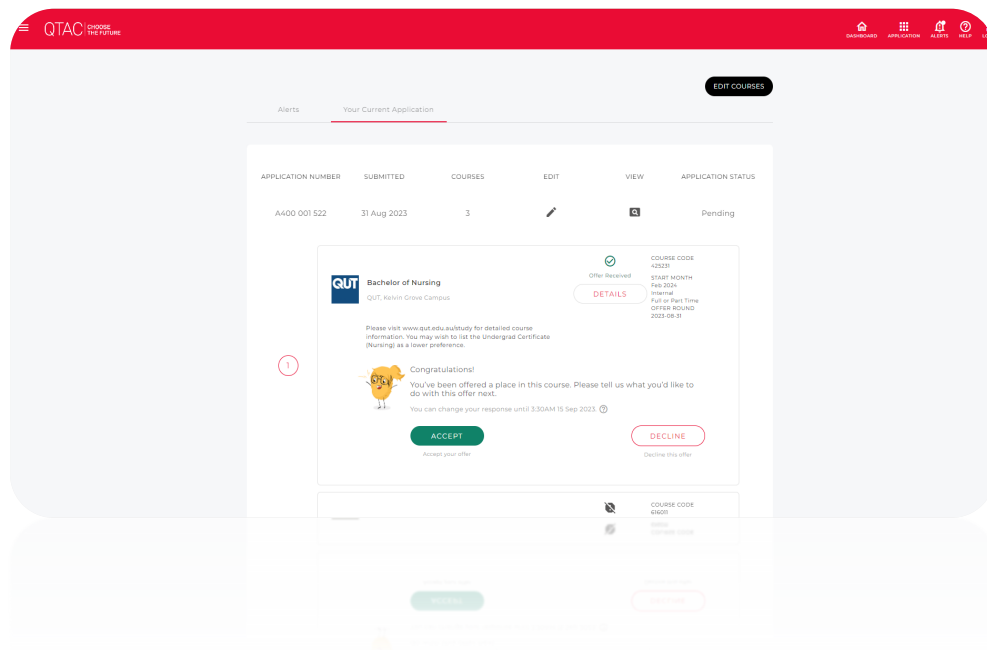 QTAC CHOOSE
THE FUTURE
DASHBOARD APPLICATION ALERTS HELP
EDIT COURSES
Alerts Your Current Application
APPLICATION NUMBER SUBMITTED COURSES EDIT VIEW APPLICATION STATUS
A400 001 522 31 Aug 2023 3 Pending
COURSE CODE
425231
Offer Received
START MONTH
QUT Bachelor of Nursing
Feb 2024
DETAILS
Internal
QUT, Kelvin Grove Campus
Full or Part Time
OFFER ROUND
2023-08-31
Please visit www.qut.edu.au/study for detailed course
information. You may wish to list the Undergrad Certificate
(Nursing) as a lower preference.
1
Congratulations!
You've been offered a place in this course. Please tell us what you'd like to
do with this offer next.
You can change your response until 3:30AM 15 Sep 2023.
ACCEPT DECLINE
Accept your offer Decline this offer
COURSE CODE
616011